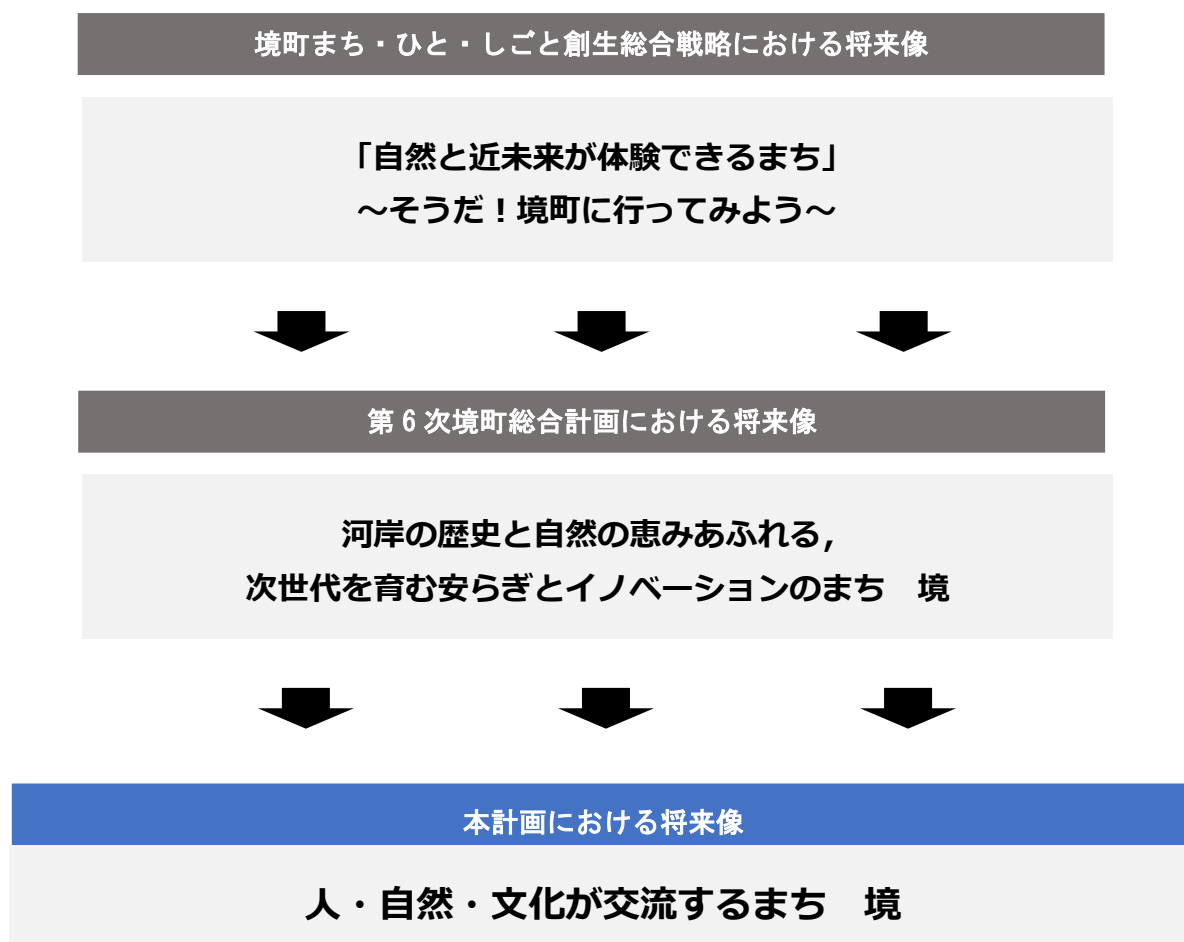 境町まち・ひと・しごと創生総合戦略における将来像
「自然と近未来が体験できるまち」
～そうだ！境町に行ってみよう～
第６次境町総合計画における将来像
河岸の歴史と自然の恵みあふれる，
次世代を育む安らぎとイノベーションのまち　境
本計画における将来像
人・自然・文化が交流するまち　境